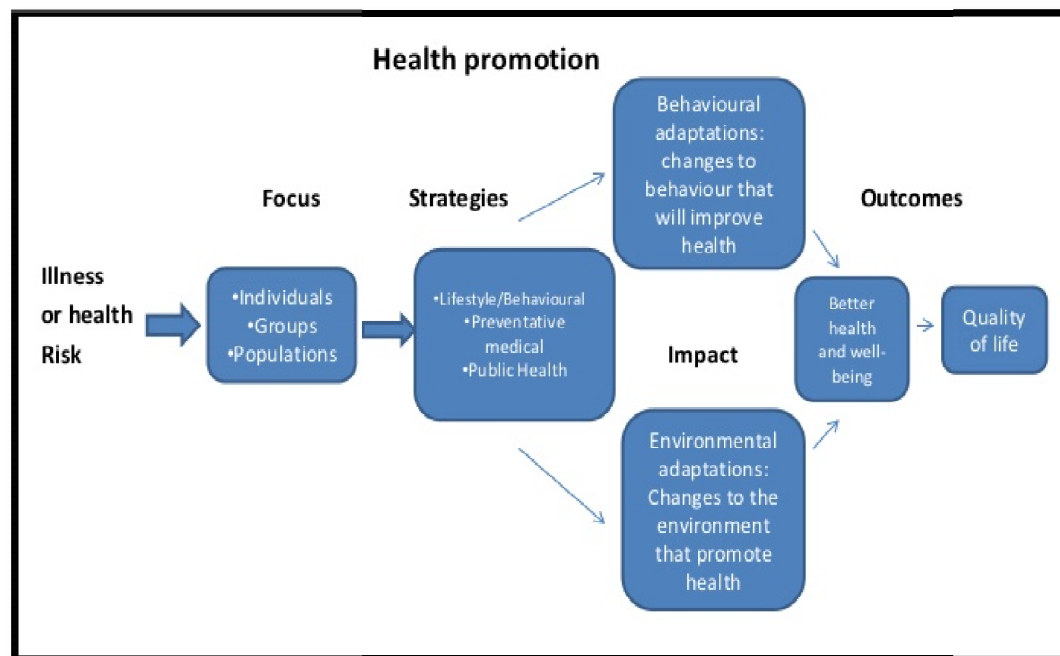 Health promotion
Focus
Strategies
Impact
Outcomes
Illness
or health
Risk
•Individuals
•Groups
•Populations
•Lifestyle/Behavioural
•Preventative
medical
•Public Health
Behavioural
adaptations:
changes to
behaviour that
will improve
health
Environmental
adaptations:
Changes to the
environment
that promote
health
Better
health
and well-
being
Quality
of life